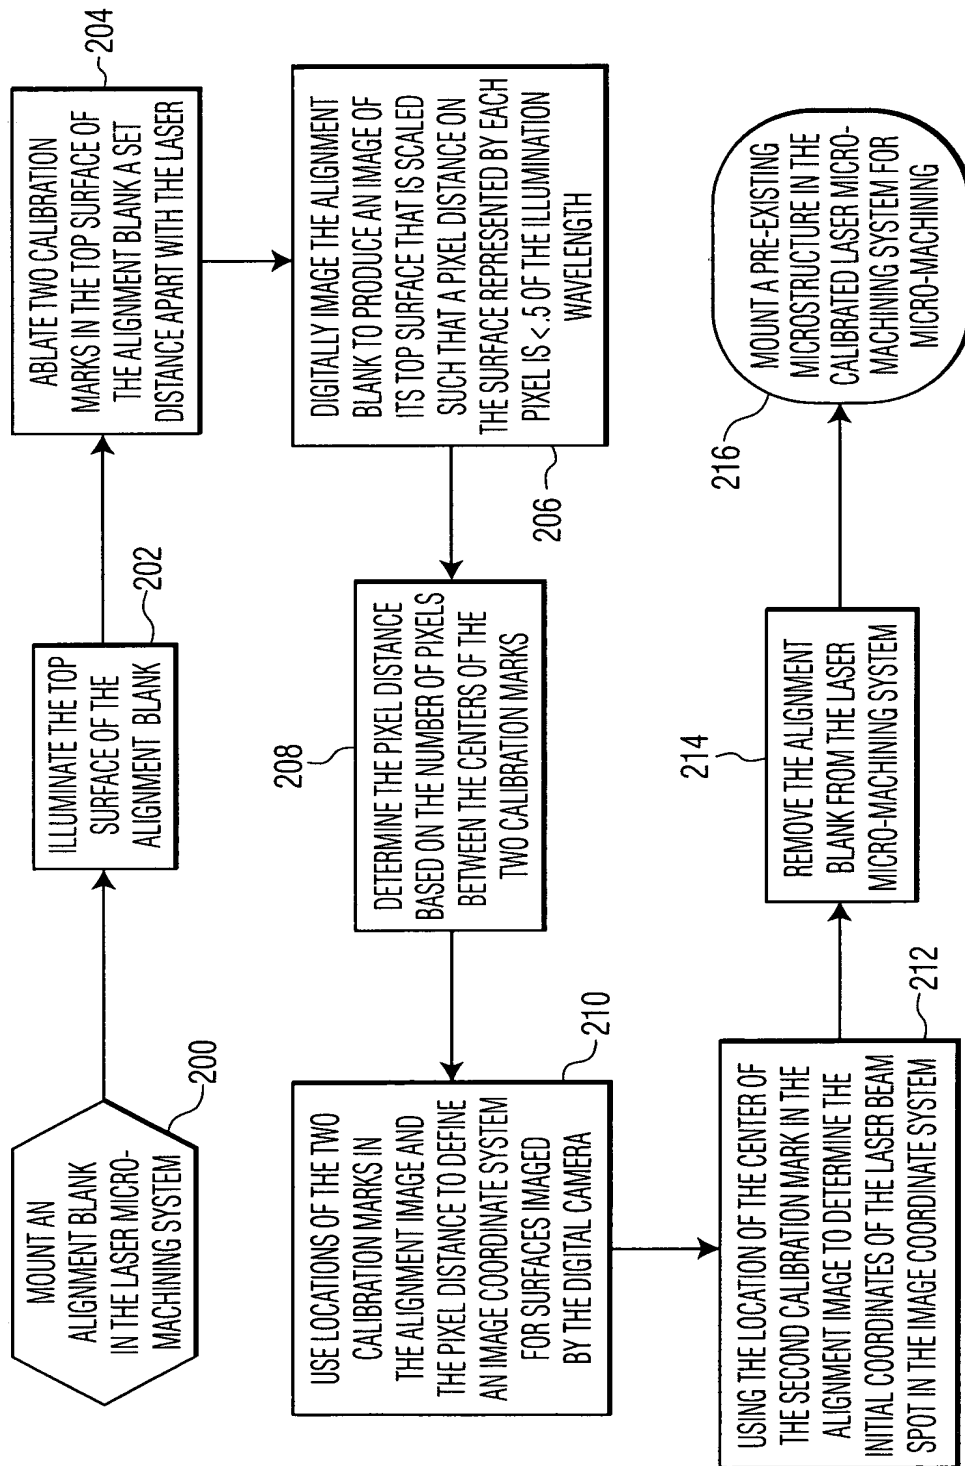 MOUNT AN
ALIGNMENT BLANK
IN THE LASER MICRO-
MACHINING SYSTEM
200
ILLUMINATE THE TOP
SURFACE OF THE
ALIGNMENT BLANK
202
ABLATE TWO CALIBRATION
MARKS IN THE TOP SURFACE OF
THE ALIGNMENT BLANK A SET
DISTANCE APART WITH THE LASER
204
DIGITALLY IMAGE THE ALIGNMENT
BLANK TO PRODUCE AN IMAGE OF
ITS TOP SURFACE THAT IS SCALED
SUCH THAT A PIXEL DISTANCE ON
THE SURFACE REPRESENTED BY EACH
PIXEL IS <.5 OF THE ILLUMINATION
WAVELENGTH
206
208
DETERMINE THE PIXEL DISTANCE
BASED ON THE NUMBER OF PIXELS
BETWEEN THE CENTERS OF THE
TWO CALIBRATION MARKS
USE LOCATIONS OF THE TWO
CALIBRATION MARKS IN
THE ALIGNMENT IMAGE AND
THE PIXEL DISTANCE TO DEFINE
AN IMAGE COORDINATE SYSTEM
FOR SURFACES IMAGED
BY THE DIGITAL CAMERA
210
USING THE LOCATION OF THE CENTER OF
THE SECOND CALIBRATION MARK IN THE
ALIGNMENT IMAGE TO DETERMINE THE
INITIAL COORDINATES OF THE LASER BEAM
SPOT IN THE IMAGE COORDINATE SYSTEM
212
214
REMOVE THE ALIGNMENT
BLANK FROM THE LASER
MICRO-MACHINING SYSTEM
216
MOUNT A PRE-EXISTING
MICROSTRUCTURE IN THE
CALIBRATED LASER MICRO-
MACHINING SYSTEM FOR
MICRO-MACHINING